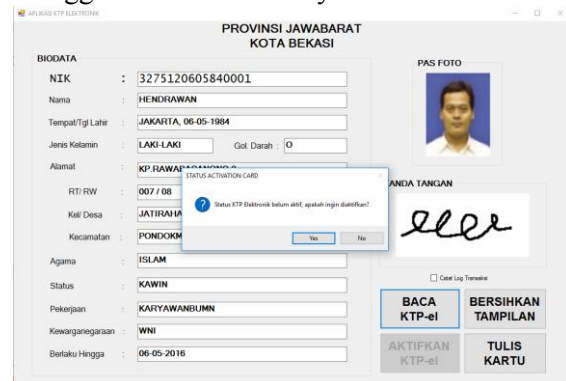 APLIKASI KTP ELEKTRONIK
PROVINSI JAWABARAT
KOTA BEKASI
BIODATA
NIK : 3275120605840001
Nama : HENDRAWAN
Tempat/Tgl Lahir : JAKARTA, 06-05-1984
Jenis Kelamin : LAKI-LAKI Gol. Darah : O
Alamat :
RT/ RW : 007 / 08
Kel/ Desa : JATIRAHA
Kecamatan : PONDOKM
Agama : ISLAM
Status : KAWIN
Pekerjaan : KARYAWANBUMN
Kewarganegaraan : WNI
Berlaku Hingga : 06-05-2016
STATUS ACTIVATION CARD
Status KTP Elektronik belum aktif, apakah ingin diaktifkan?
Yes No
PAS FOTO
ANDA TANGAN
Catat Log Transaksi
BACA KTP-el
BERSIHKAN TAMPILAN
AKTIFKAN KTP-el
TULIS KARTU